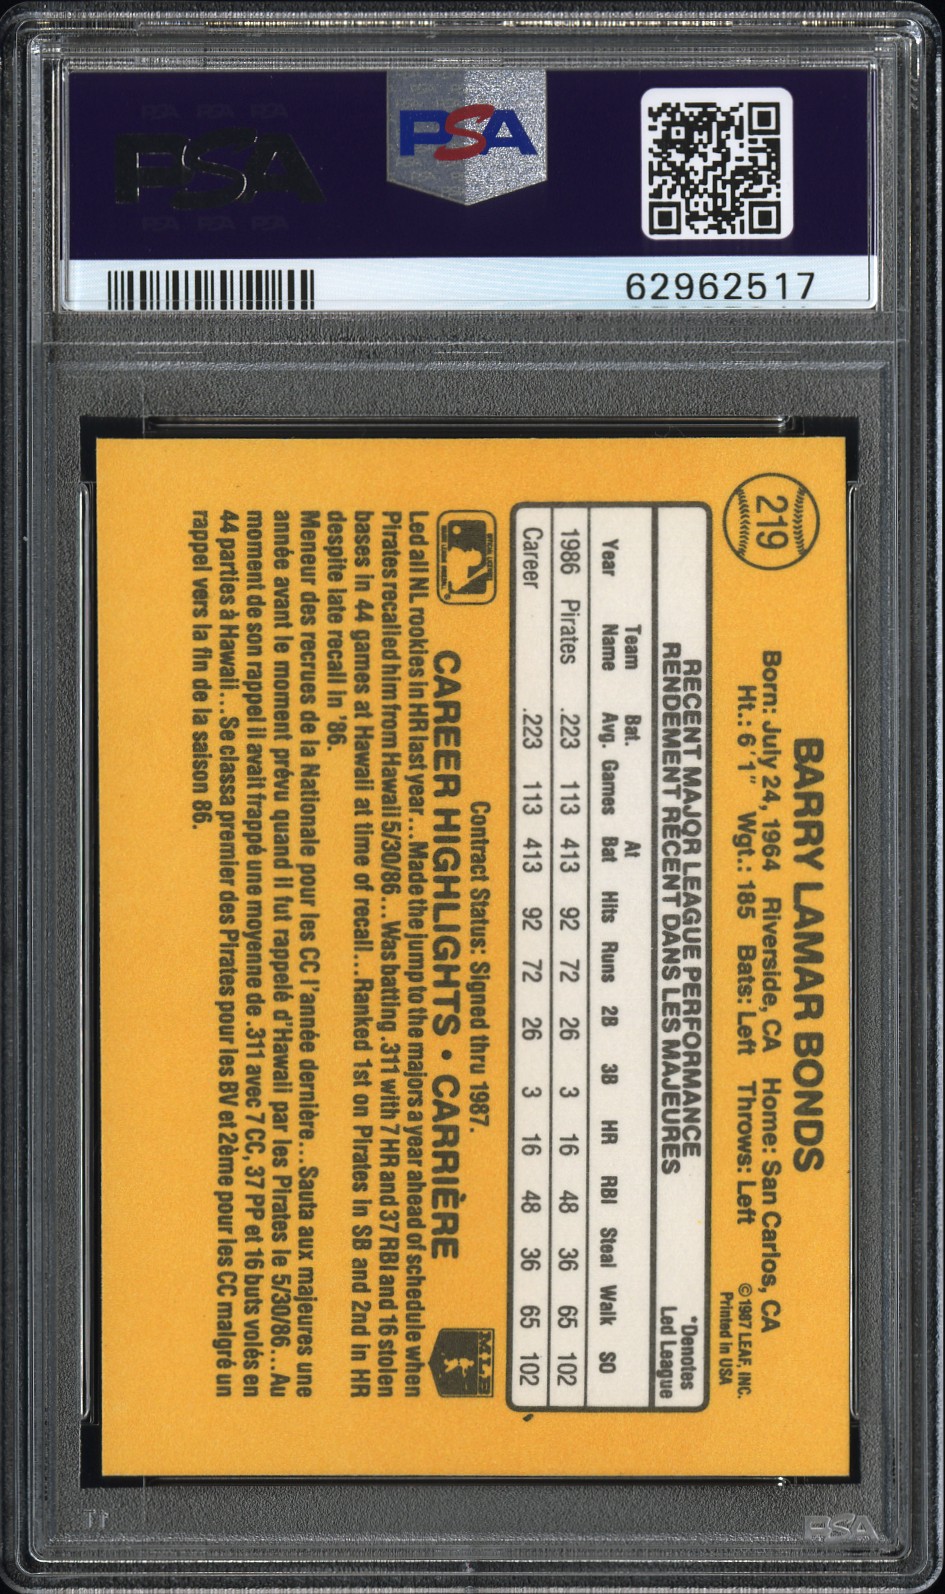 PSA PSA PSA
PSA
PSA
PSA PSA PSA
62962517
219
BARRY LAMAR BONDS
Born: July 24, 1964 Riverside, CA Home: San Carlos, CA
Ht.: 6'1" Wgt.: 185 Bats: Left Throws: Left
©1987 LEAF, INC.
Printed in USA
RECENT MAJOR LEAGUE PERFORMANCE
RENDEMENT RÉCENT DANS LES MAJEURES
*Denotes
Led League
Year Team Name Bat. Avg. Games At Bat Hits Runs 2B 3B HR RBI Steal Walk SO
1986 Pirates .223 113 413 92 72 26 3 16 48 36 65 102
Career .223 113 413 92 72 26 3 16 48 36 65 102
Contract Status: Signed thru 1987.
CAREER HIGHLIGHTS • CARRIÈRE
MLB
Led all NL rookies in HR last year...Made the jump to the majors a year ahead of schedule when
Pirates recalled him from Hawaii 5/30/86...Was batting .311 with 7 HR and 37 RBI and 16 stolen
bases in 44 games at Hawaii at time of recall...Ranked 1st on Pirates in SB and 2nd in HR
despite late recall in '86.
Meneur des recrues de la Nationale pour les CC l'année dernière...Sauta aux majeures une
année avant le moment prévu quand il fut rappelé d'Hawaii par les Pirates le 5/30/86...Au
moment de son rappel il avait frappé une moyenne de .311 avec 7 CC, 37 PP et 16 buts volés en
44 parties à Hawaii...Se classa premier des Pirates pour les BV et 2ème pour les CC malgré un
rappel vers la fin de la saison 86.
PSA